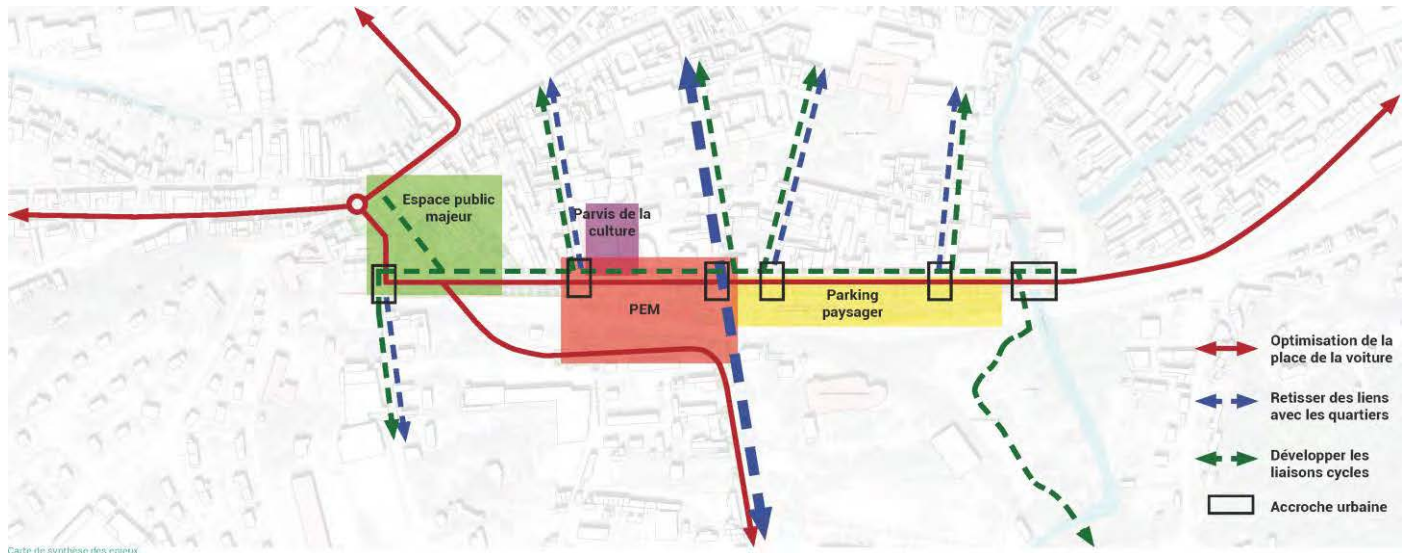 Espace public
majeur
Parvis de la
culture
PEM
Parking
paysager
Optimisation de la
place de la voiture
Retisser des liens
avec les quartiers
Développer les
liaisons cycles
Accroche urbaine
Carte de synthèse des enjeux